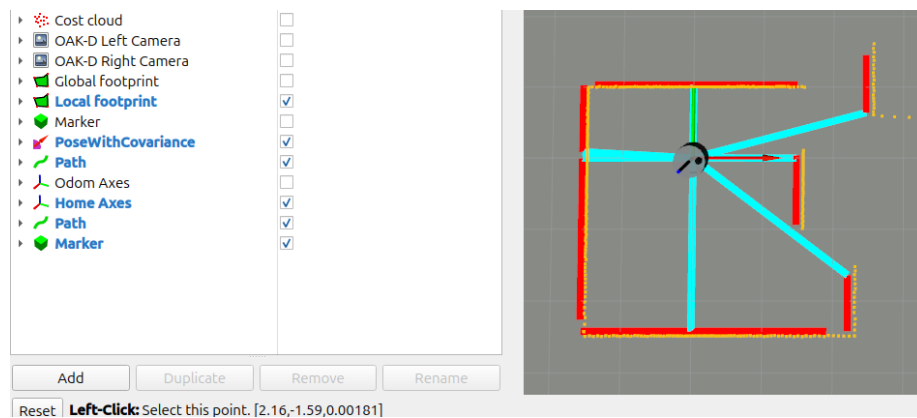 Cost cloud
OAK-D Left Camera
OAK-D Right Camera
Global footprint
Local footprint
Marker
PoseWithCovariance
Path
Odom Axes
Home Axes
Path
Marker
Add Duplicate Remove Rename
Reset Left-Click: Select this point. [2.16,-1.59,0.00181]